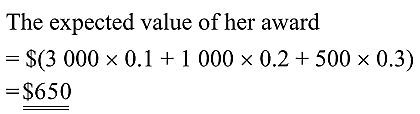 The expected value of her award
= $(3 000 × 0.1 + 1 000 × 0.2 + 500 × 0.3)
= $650